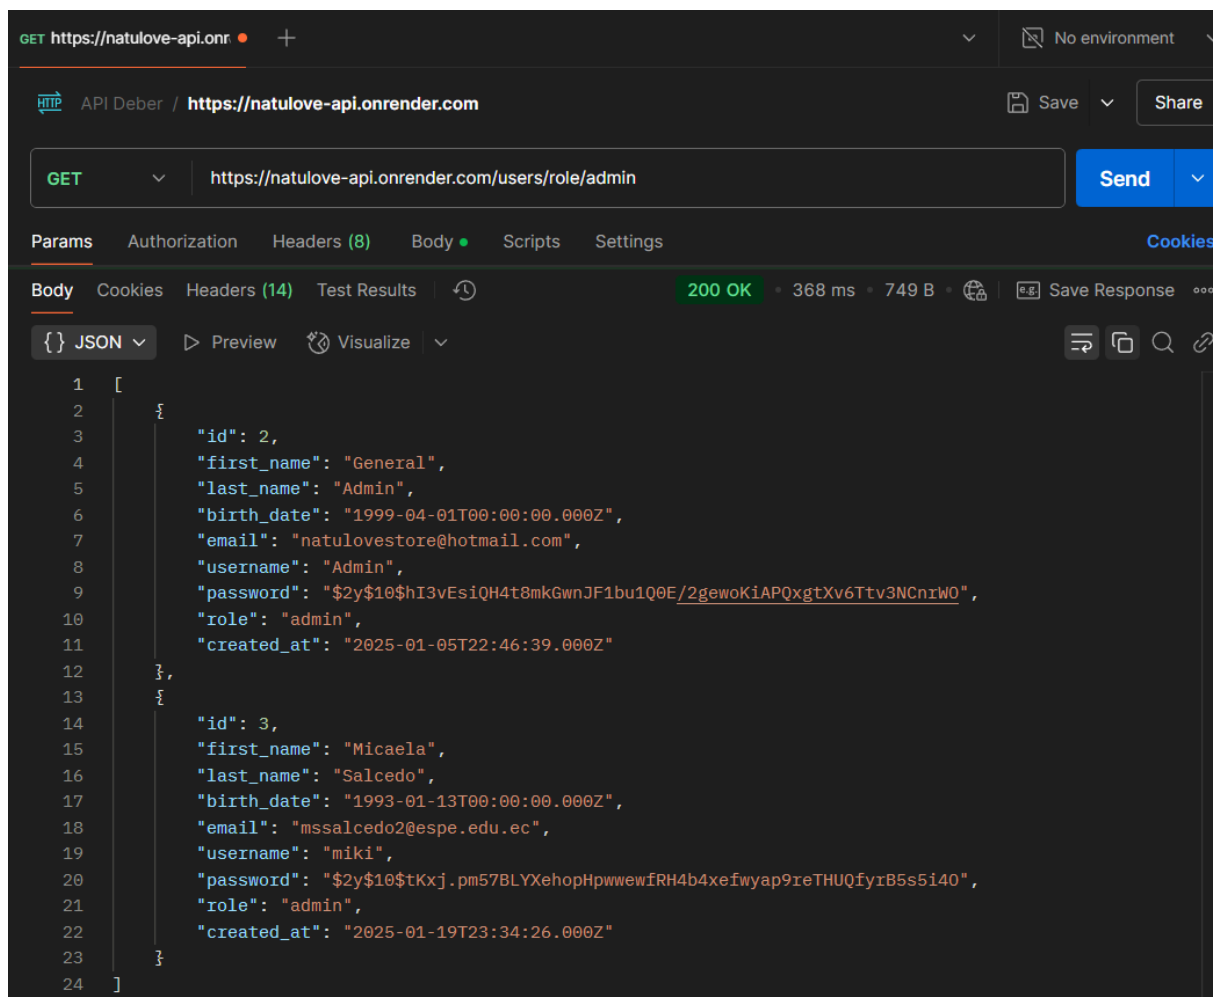 GET https://natulove-api.onr
No environment
HTTP API Deber / https://natulove-api.onrender.com
Save
Share
GET https://natulove-api.onrender.com/users/role/admin
Send
Params Authorization Headers (8) Body Scripts Settings Cookies
Body Cookies Headers (14) Test Results 200 OK 368 ms 749 B e.g. Save Response
{} JSON Preview Visualize
1 [
2 {
3 "id": 2,
4 "first_name": "General",
5 "last_name": "Admin",
6 "birth_date": "1999-04-01T00:00:00.000Z",
7 "email": "natulovestore@hotmail.com",
8 "username": "Admin",
9 "password": "$2y$10$hI3vEsiQH4t8mkGwnJF1bu1Q0E/2gewoKiAPQxgtXv6Ttv3NCnrWO",
10 "role": "admin",
11 "created_at": "2025-01-05T22:46:39.000Z"
12 },
13 {
14 "id": 3,
15 "first_name": "Micaela",
16 "last_name": "Salcedo",
17 "birth_date": "1993-01-13T00:00:00.000Z",
18 "email": "mssalcedo2@espe.edu.ec",
19 "username": "miki",
20 "password": "$2y$10$tKxj.pm57BLYXehopHpwwewfRH4b4xefwyap9reTHUQfyrB5s5i4O",
21 "role": "admin",
22 "created_at": "2025-01-19T23:34:26.000Z"
23 }
24 ]